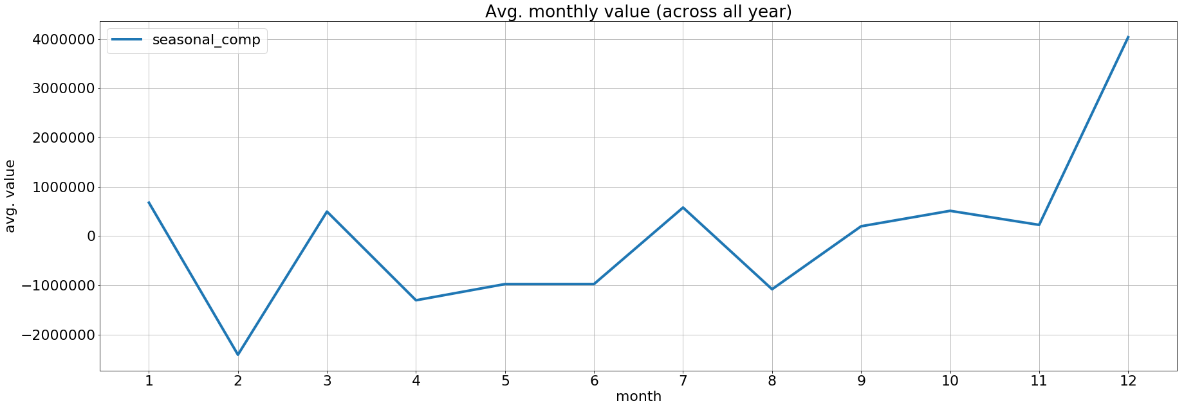 Avg. monthly value (across all year)
seasonal_comp
4000000
3000000
2000000
1000000
0
−1000000
−2000000
avg. value
1 2 3 4 5 6 7 8 9 10 11 12
month